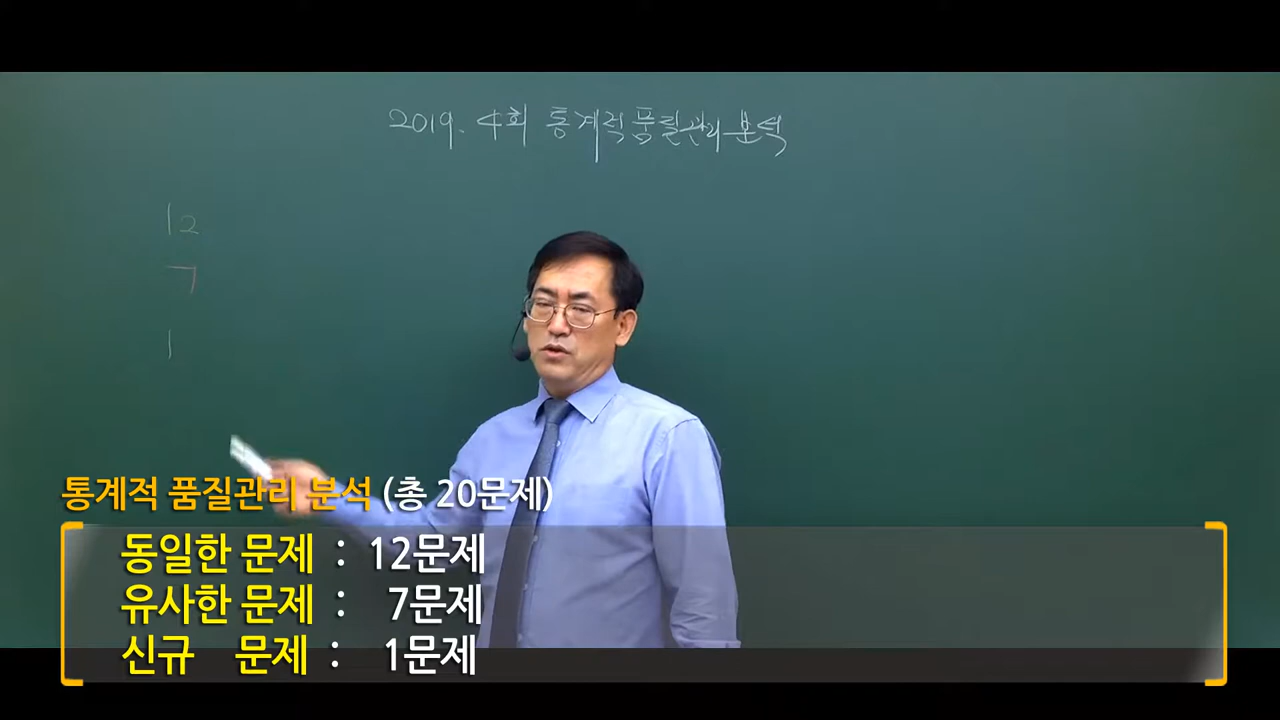 2019. 4회 통계적품질관리분석
12
7
1
통계적 품질관리 분석 (총 20문제)
동일한 문제 : 12문제
유사한 문제 : 7문제
신규 문제 : 1문제